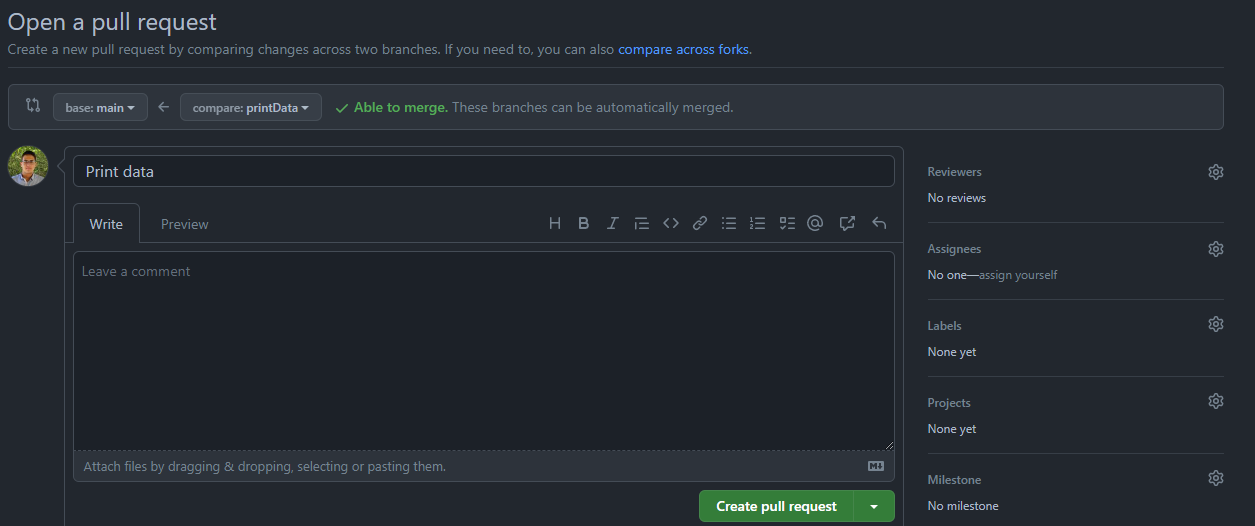 Open a pull request
Create a new pull request by comparing changes across two branches. If you need to, you can also compare across forks.
base: main
compare: printData
Able to merge. These branches can be automatically merged.
Print data
Write
Preview
Leave a comment
Attach files by dragging & dropping, selecting or pasting them.
Create pull request
Reviewers
No reviews
Assignees
No one—assign yourself
Labels
None yet
Projects
None yet
Milestone
No milestone